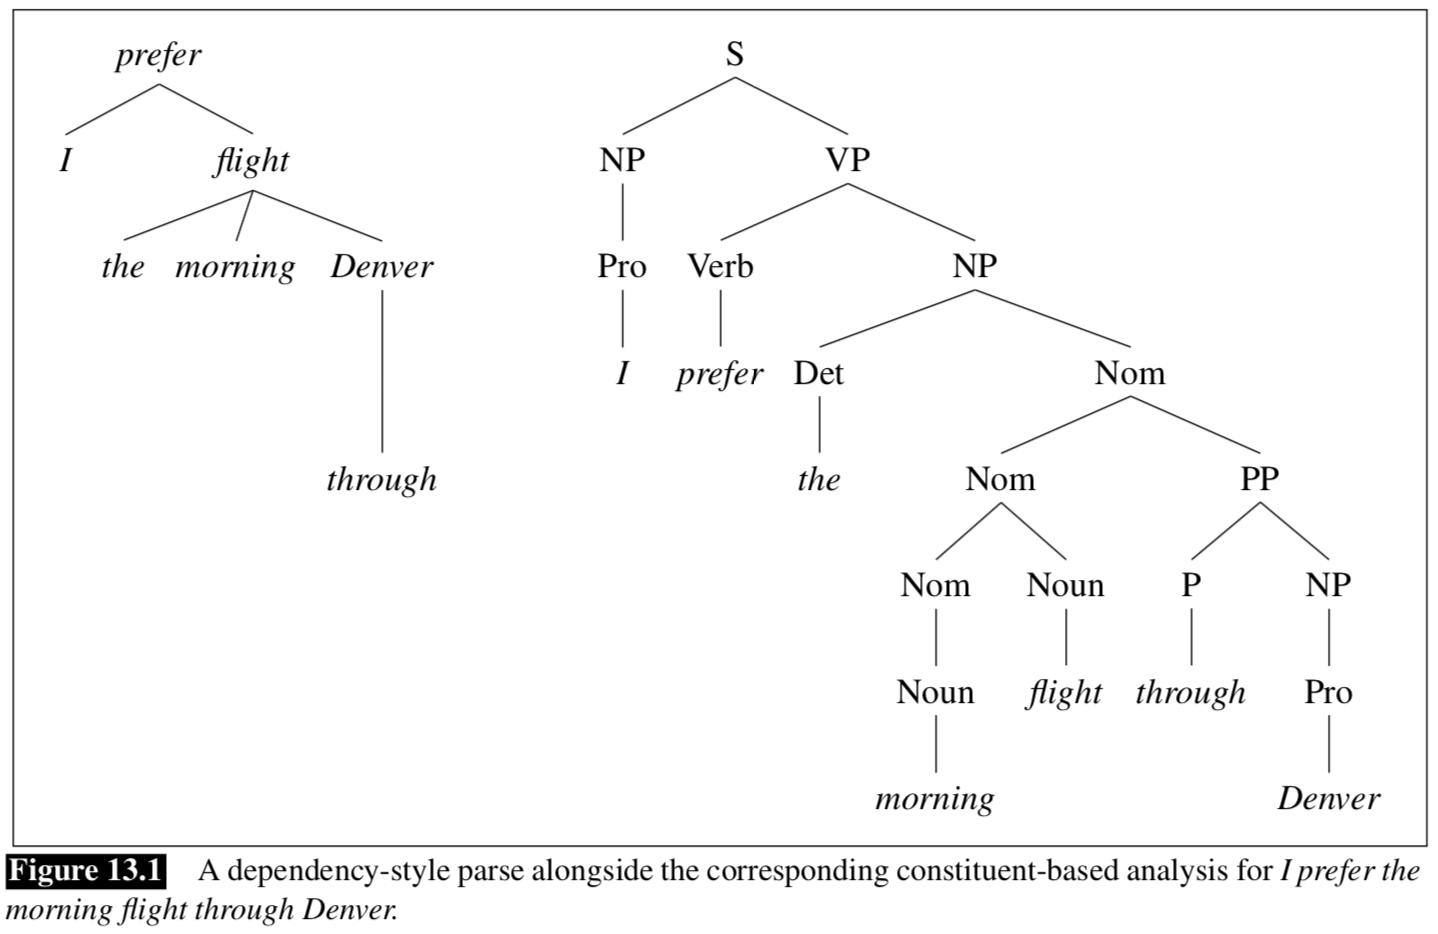 prefer S
I flight NP VP
the morning Denver Pro Verb NP
I prefer Det Nom
through the Nom PP
Nom Noun P NP
Noun flight through Pro
morning Denver
Figure 13.1 A dependency-style parse alongside the corresponding constituent-based analysis for I prefer the
morning flight through Denver.